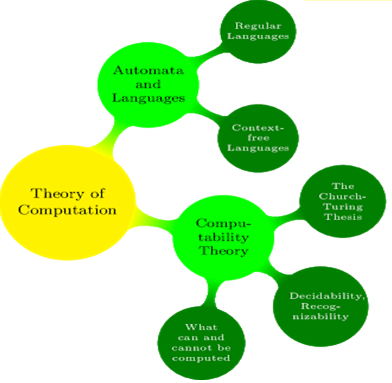 Regular
Languages
Automata
and
Languages
Context-
free
Languages
Theory of
Computation
The
Church-
Turing
Thesis
Compu-
tability
Theory
Decidability,
Recog-
nizability
What
can and
cannot be
computed